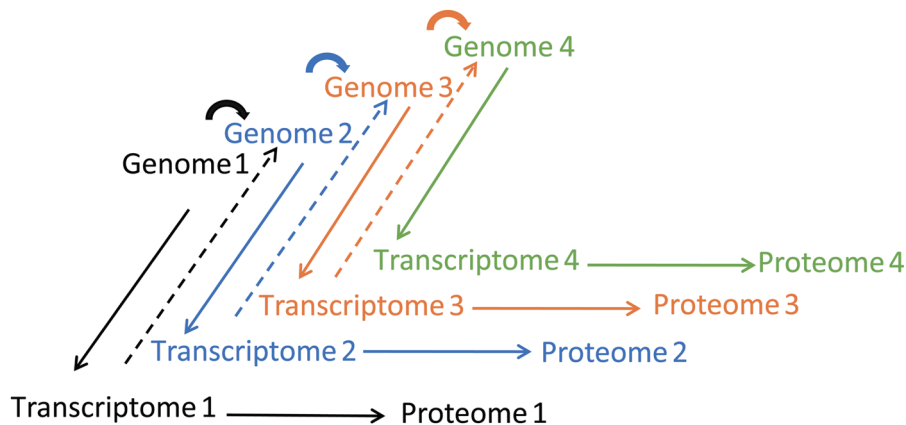 Genome 4
Genome 3
Genome 2
Genome 1
Transcriptome 4 Proteome 4
Transcriptome 3 Proteome 3
Transcriptome 2 Proteome 2
Transcriptome 1 Proteome 1